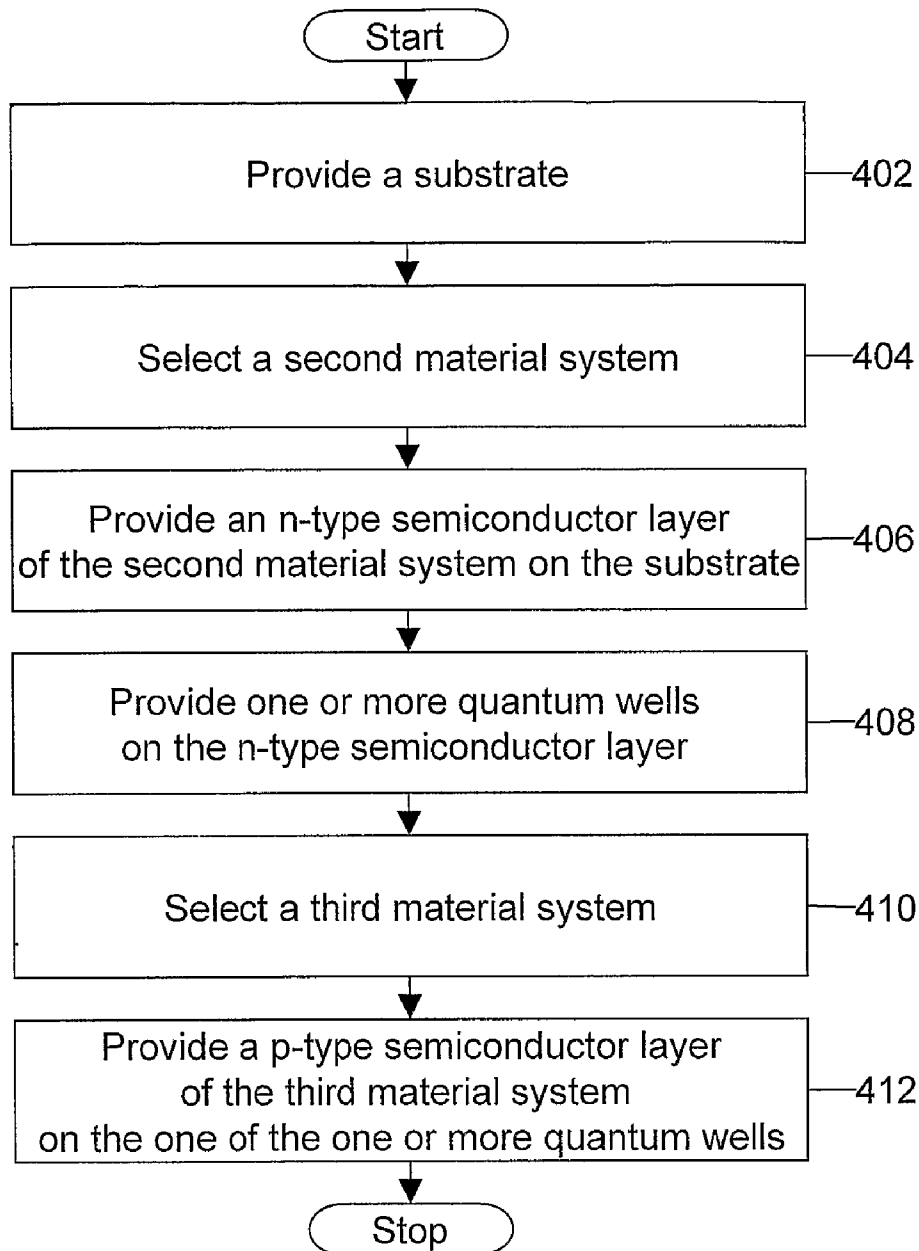 Start
Provide a substrate
402
Select a second material system
404
Provide an n-type semiconductor layer
of the second material system on the substrate
406
Provide one or more quantum wells
on the n-type semiconductor layer
408
Select a third material system
410
Provide a p-type semiconductor layer
of the third material system
on the one of the one or more quantum wells
412
Stop